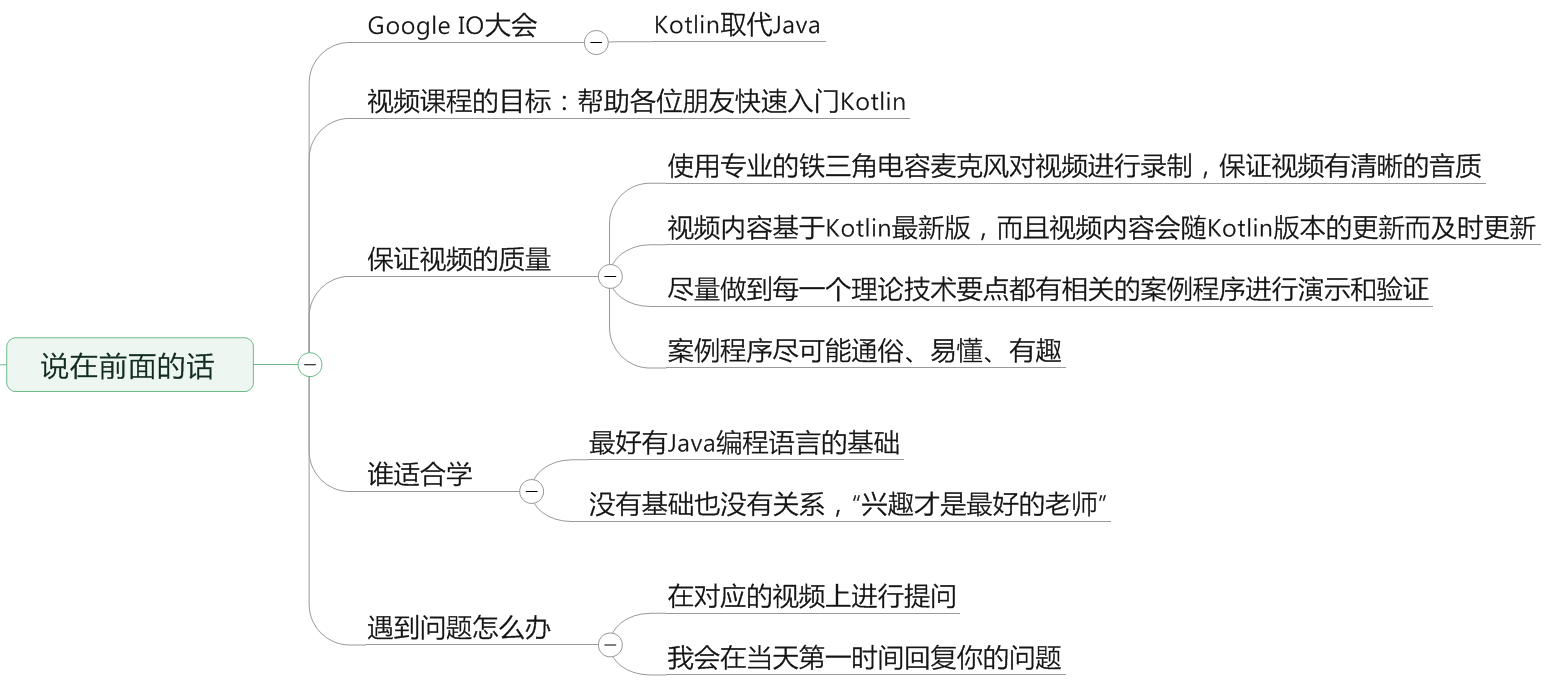 Google IO大会
Kotlin取代Java
视频课程的目标：帮助各位朋友快速入门Kotlin
保证视频的质量
使用专业的铁三角电容麦克风对视频进行录制，保证视频有清晰的音质
视频内容基于Kotlin最新版，而且视频内容会随Kotlin版本的更新而及时更新
尽量做到每一个理论技术要点都有相关的案例程序进行演示和验证
案例程序尽可能通俗、易懂、有趣
说在前面的话
谁适合学
最好有Java编程语言的基础
没有基础也没有关系，“兴趣才是最好的老师”
遇到问题怎么办
在对应的视频上进行提问
我会在当天第一时间回复你的问题